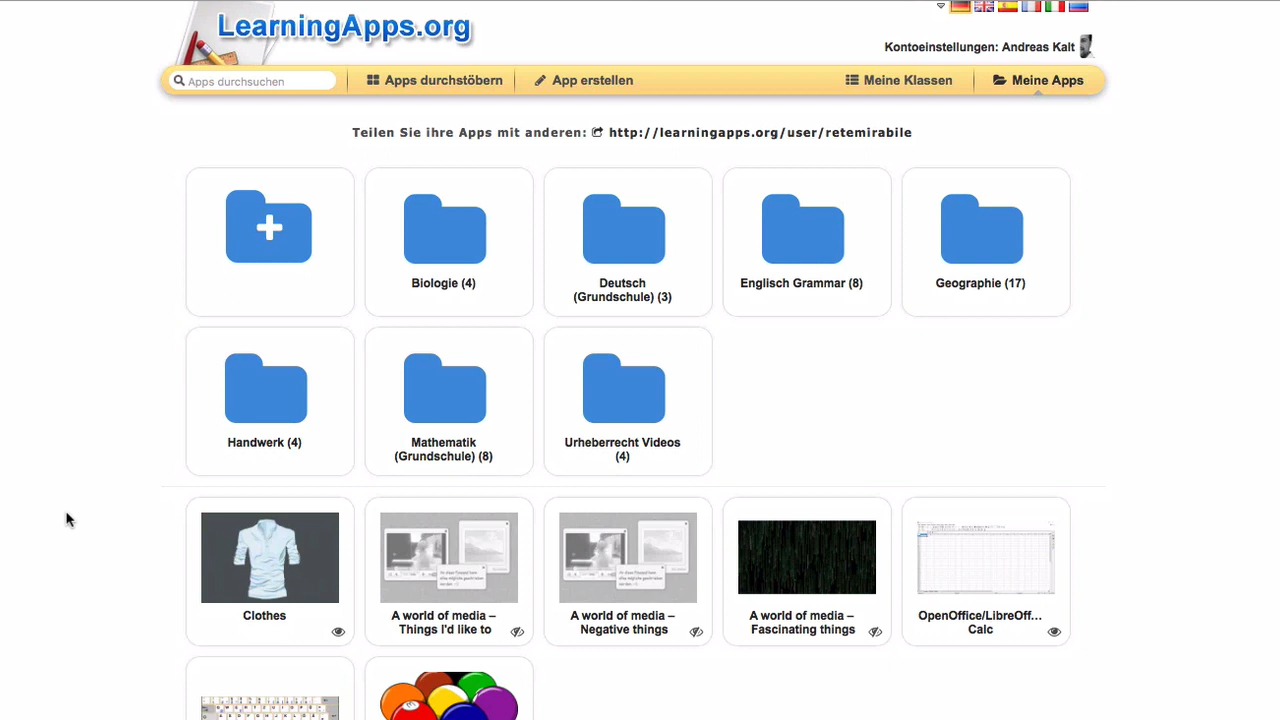 LearningApps.org
Kontoeinstellungen: Andreas Kalt
Apps durchsuchen
Apps durchstöbern
App erstellen
Meine Klassen
Meine Apps
Teilen Sie ihre Apps mit anderen: http://learningapps.org/user/retemirabile
Biologie (4)
Deutsch
(Grundschule) (3)
Englisch Grammar (8)
Geographie (17)
Handwerk (4)
Mathematik
(Grundschule) (8)
Urheberrecht Videos
(4)
Clothes
A world of media –
Things I'd like to
A world of media –
Negative things
A world of media –
Fascinating things
OpenOffice/LibreOff...
Calc